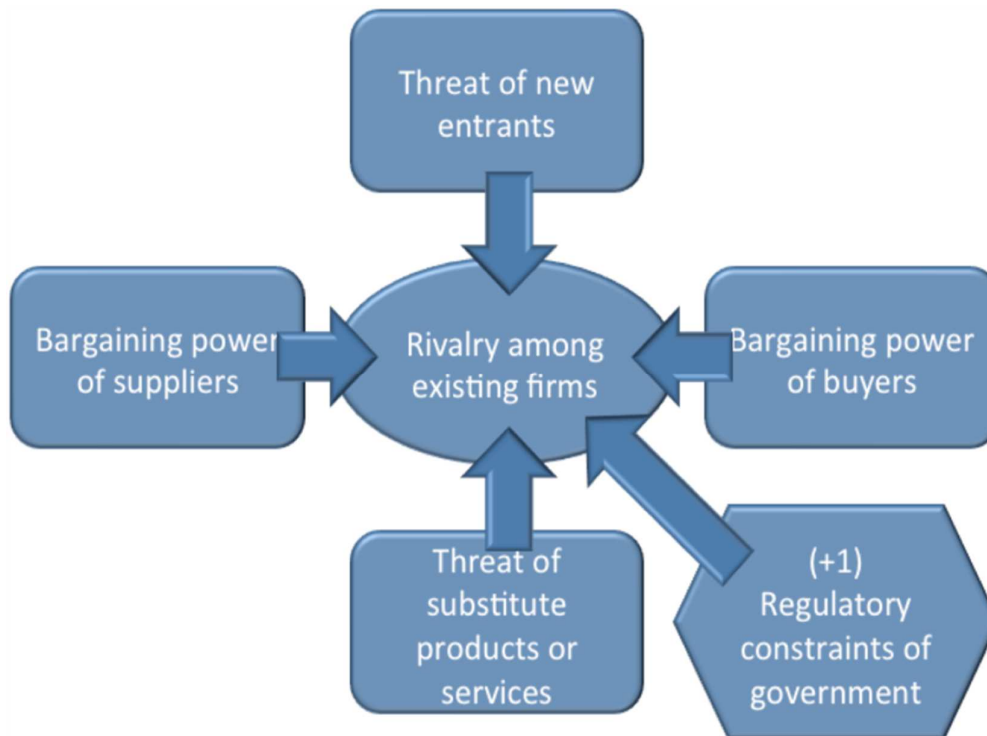 Threat of new
entrants
Bargaining power
of suppliers
Rivalry among
existing firms
Bargaining power
of buyers
Threat of
substitute
products or
services
(+1)
Regulatory
constraints of
government